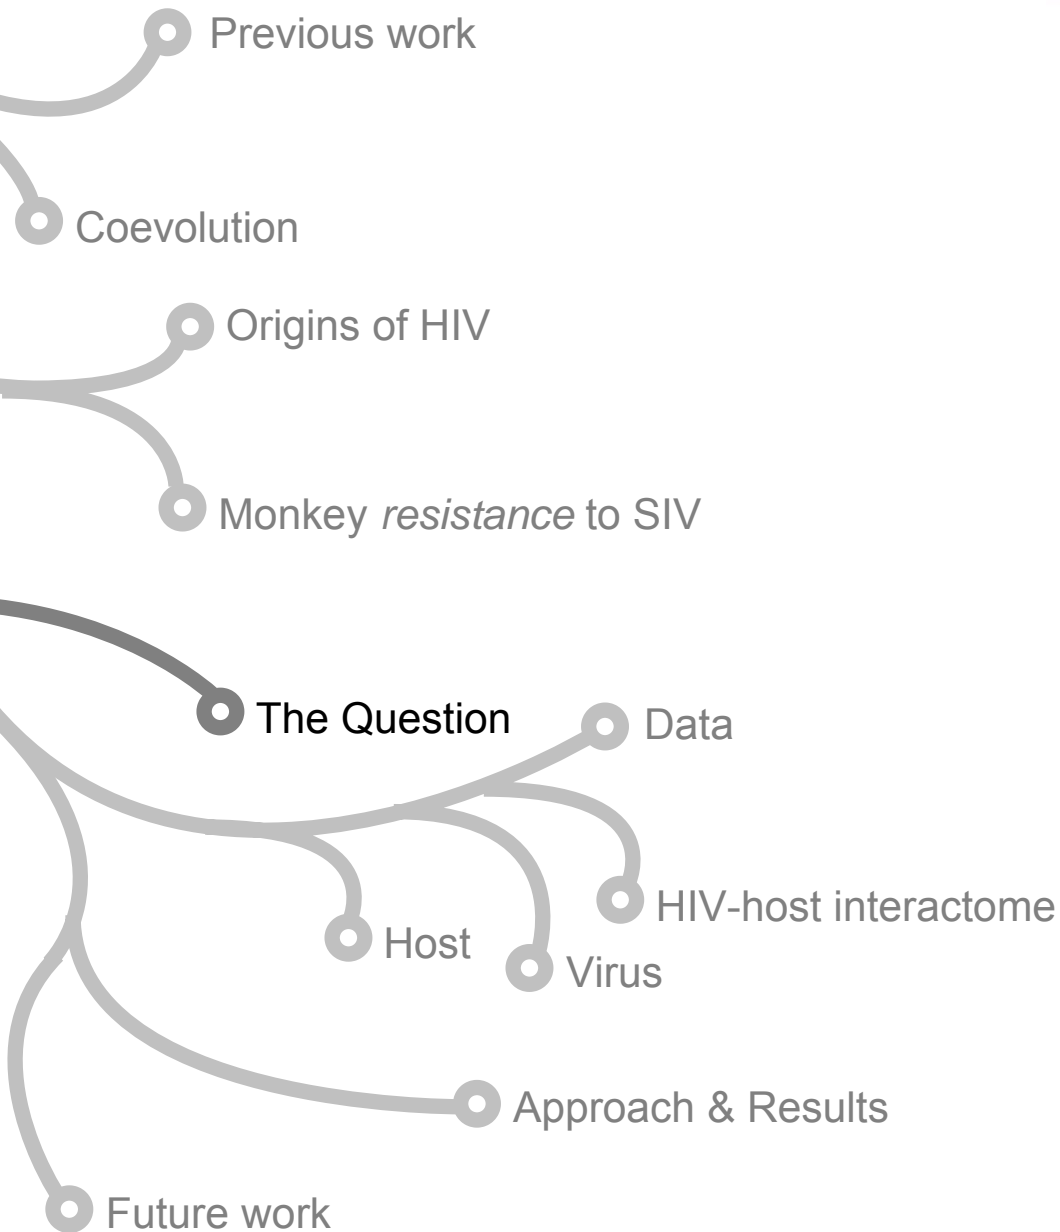 Previous work
Coevolution
Origins of HIV
Monkey resistance to SIV
The Question
Data
HIV-host interactome
Host
Virus
Approach & Results
Future work